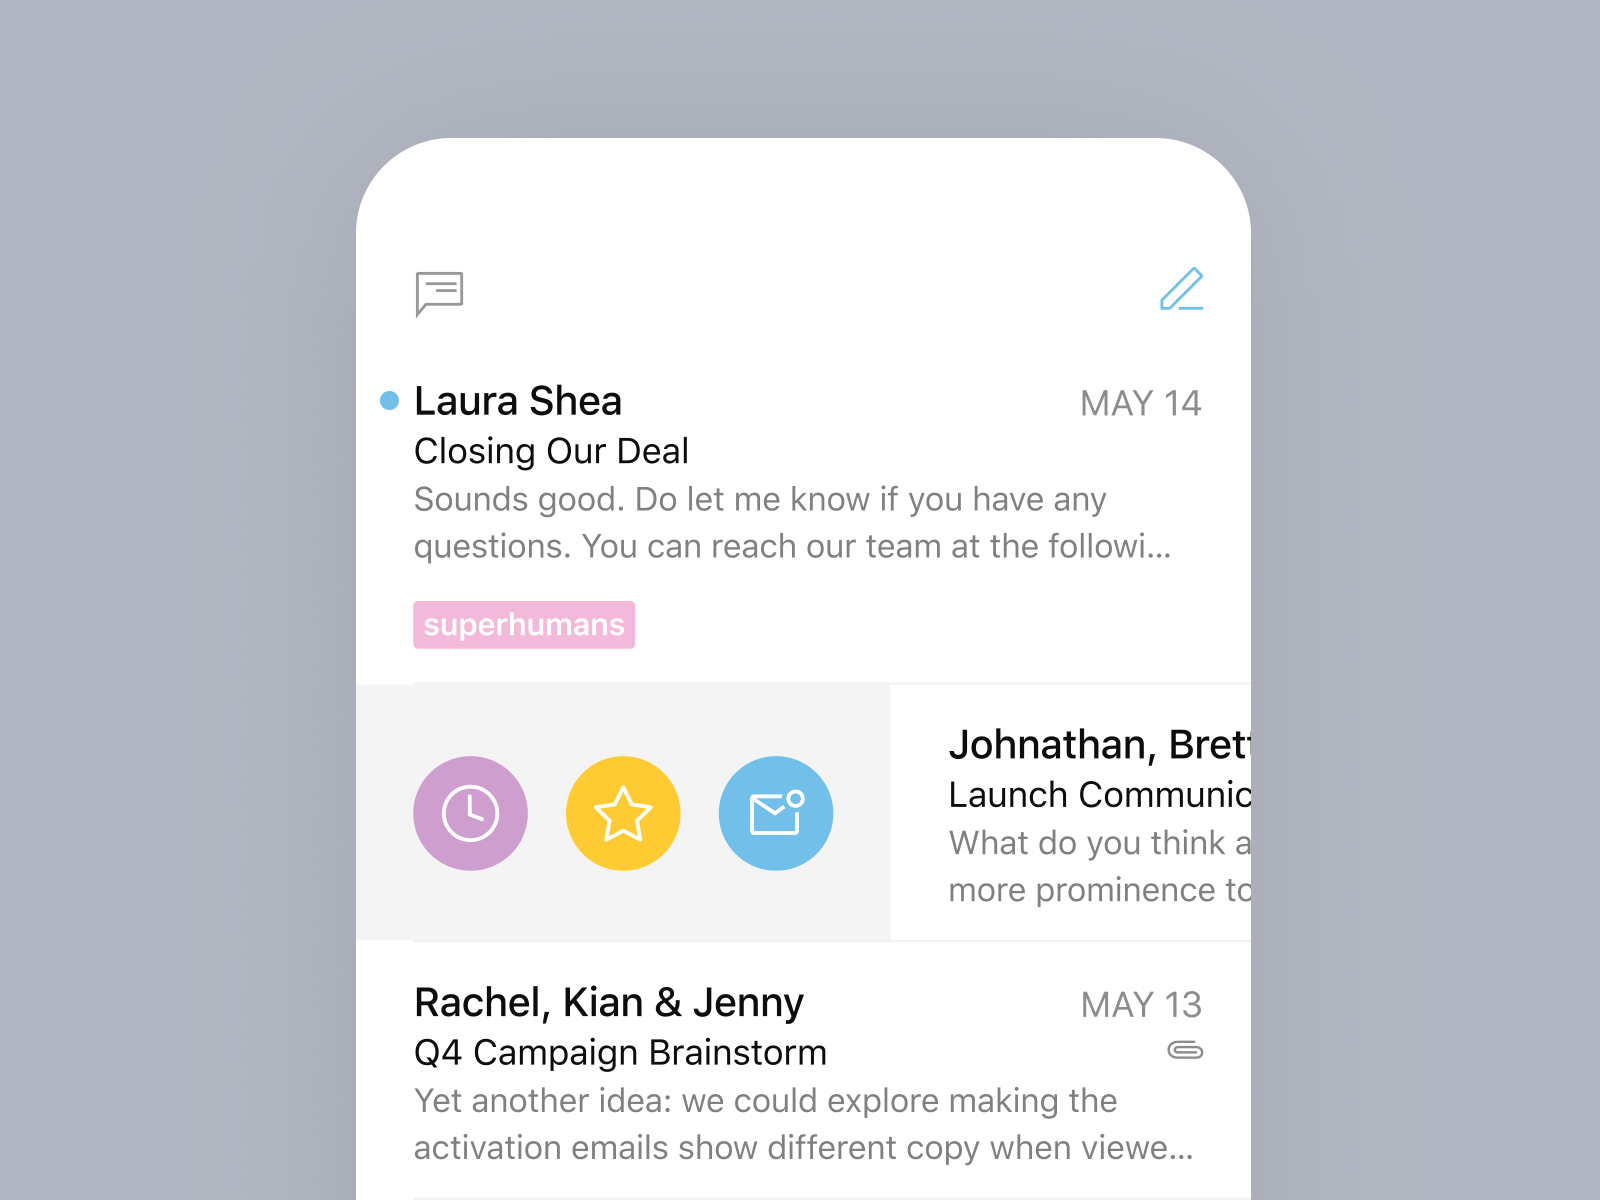 Laura Shea
MAY 14
Closing Our Deal
Sounds good. Do let me know if you have any
questions. You can reach our team at the followi...
superhumans
Johnathan, Brett
Launch Communic
What do you think a
more prominence to
Rachel, Kian & Jenny
MAY 13
Q4 Campaign Brainstorm
Yet another idea: we could explore making the
activation emails show different copy when viewe...